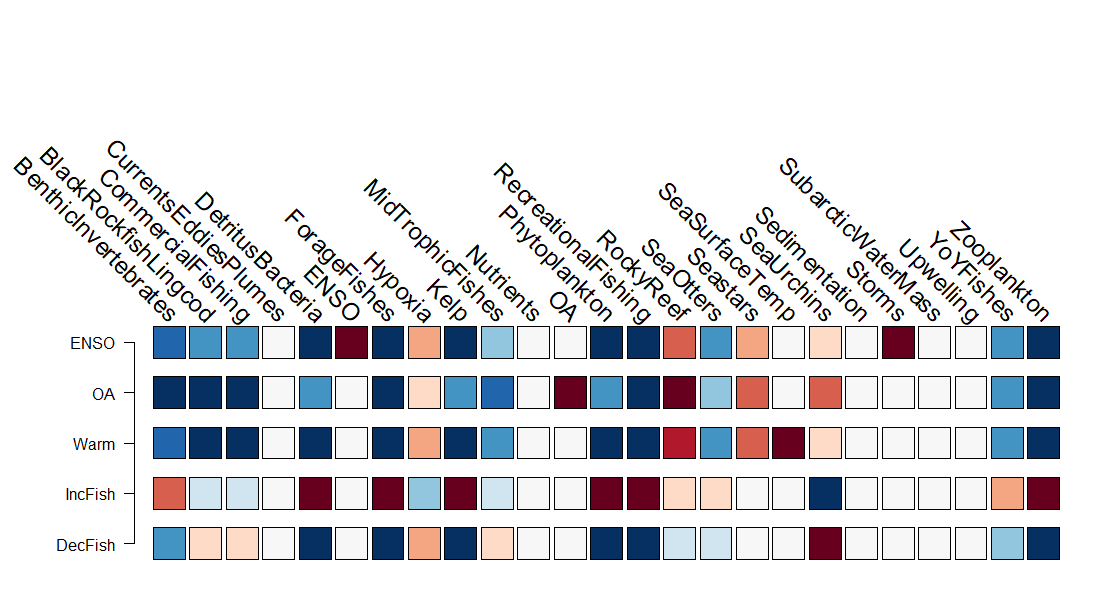 BenthicInvertebrates
BlackRockfishLingcod
CommercialFishing
CurrentsEddiesPlumes
DetritusBacteria
ENSO
ForageFishes
Hypoxia
Kelp
MidTrophicFishes
Nutrients
OA
Phytoplankton
RecreationalFishing
RockyReef
SeaOtters
Seastars
SeaSurfaceTemp
SeaUrchins
Sedimentation
Storms
SubarcticWaterMass
Upwelling
YoYFishes
Zooplankton
ENSO
OA
Warm
IncFish
DecFish